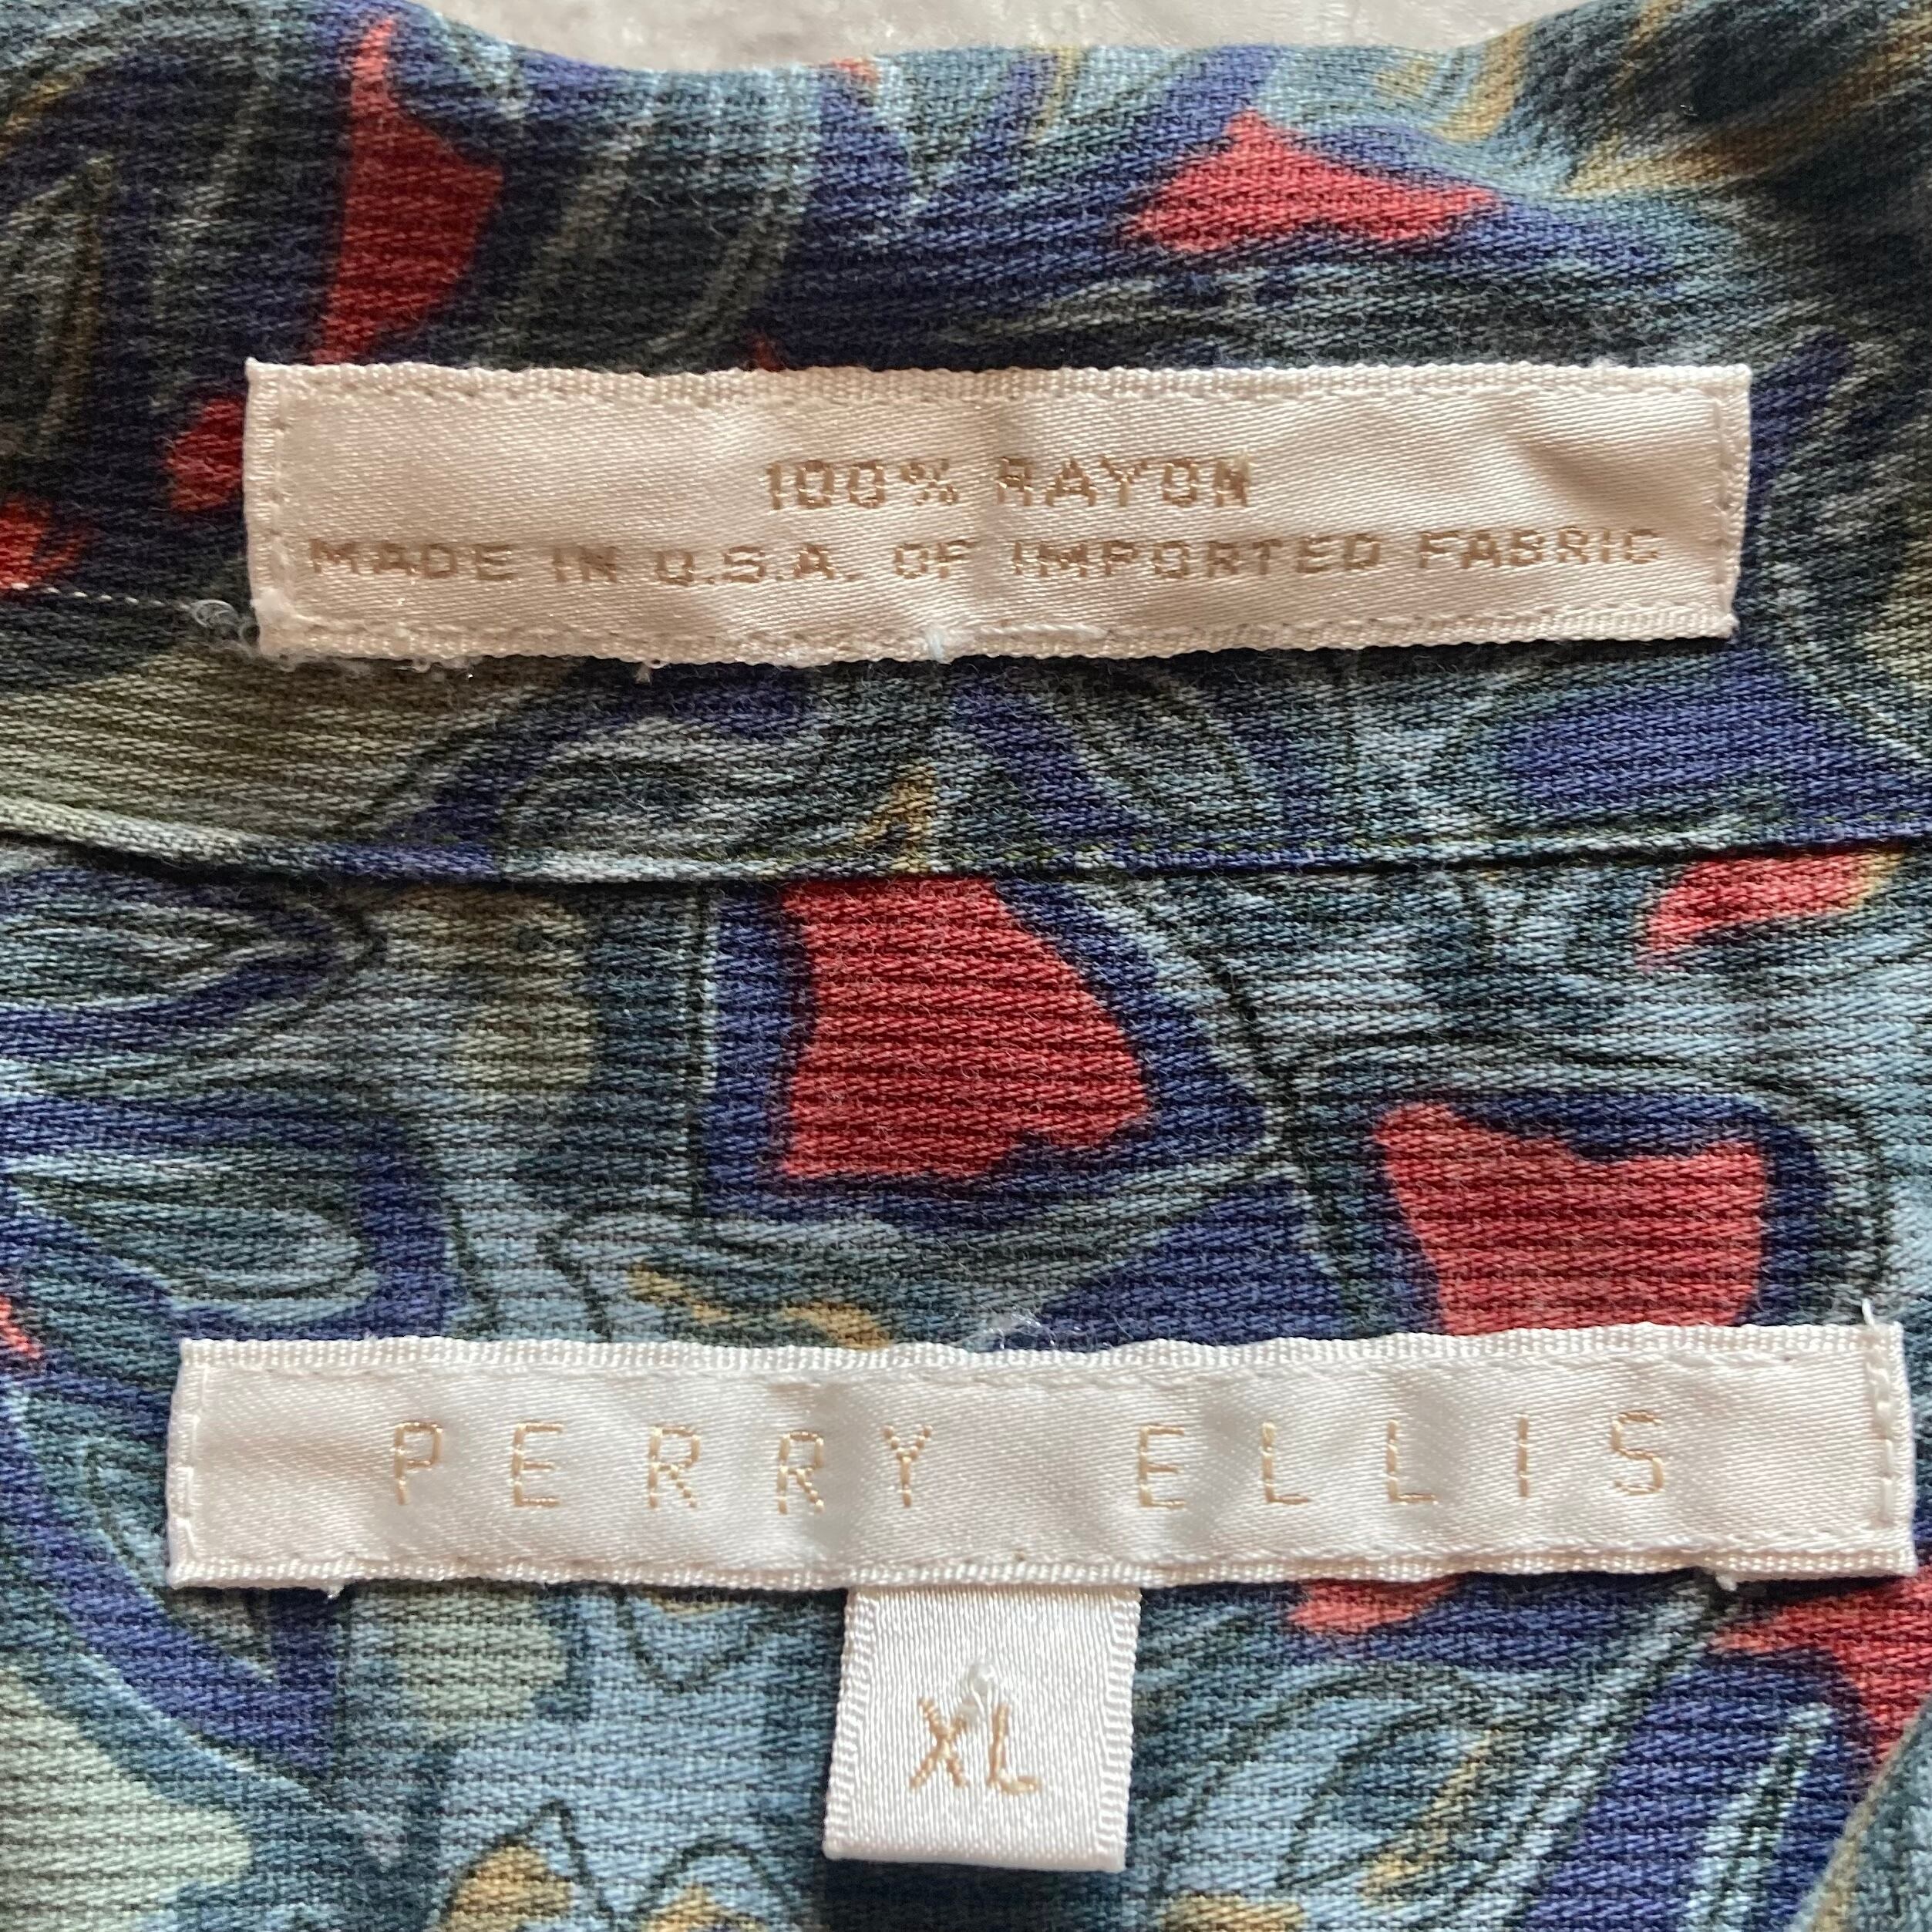 100% RAYON
MADE IN U.S.A. OF IMPORTED FABRIC
PERRY ELLIS
XL